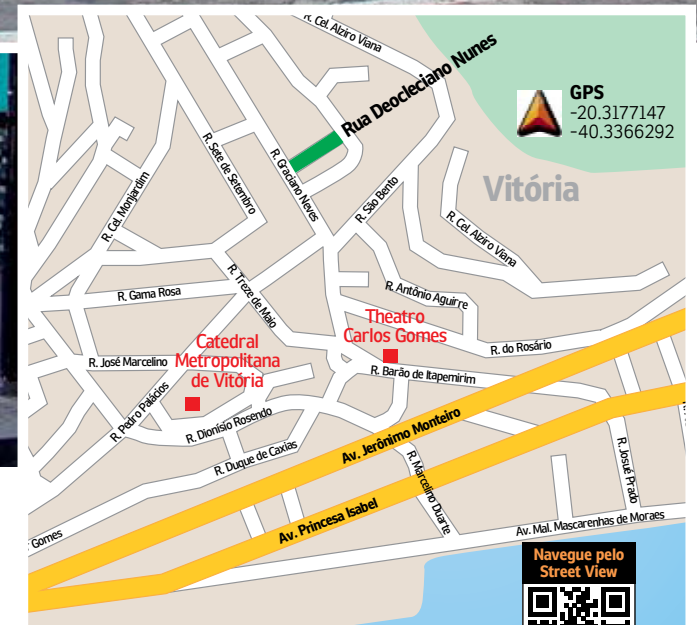 R. Cel. Alziro Viana
Rua Deocleciano Nunes
GPS
-20.3177147
-40.3366292
Vitória
R. Sete de Setembro
R. Graciano Neves
R. Cel. Monjardim
R. São Bento
R. Cel. Alziro Viana
R. Treze de Maio
R. Gama Rosa
R. Antônio Aguirre
Theatro
Carlos Gomes
Catedral
Metropolitana
de Vitória
R. do Rosário
R. José Marcelino
R. Barão de Itapemirim
R. Pedro Palácios
R. Dionísio Rosendo
Av. Jerônimo Monteiro
R. Duque de Caxias
R. Marcelino Duarte
R. Josué Prado
Av. Princesa Isabel
Av. Mal. Mascarenhas de Moraes
Gomes
Navegue pelo
Street View